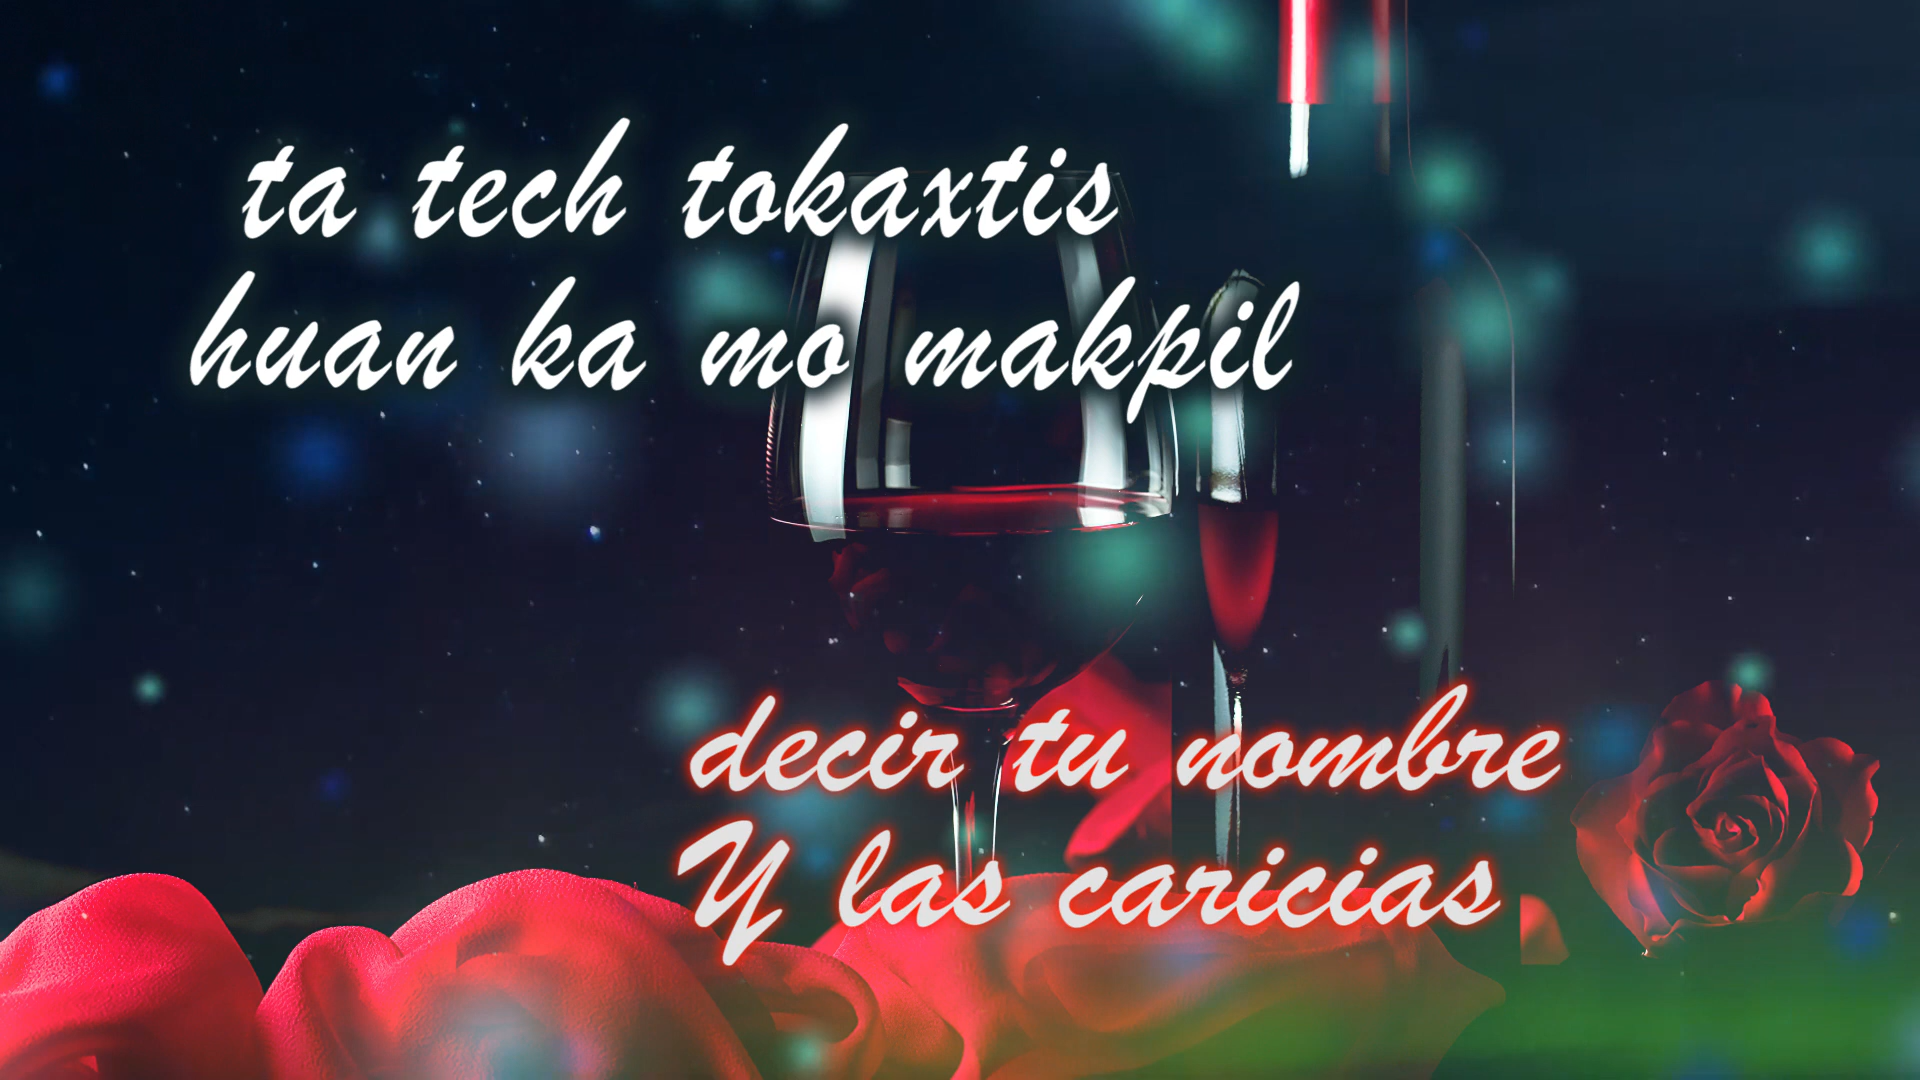 ta tech tokaxtis
huan ka mo makpil
decir tu nombre
Y las caricias